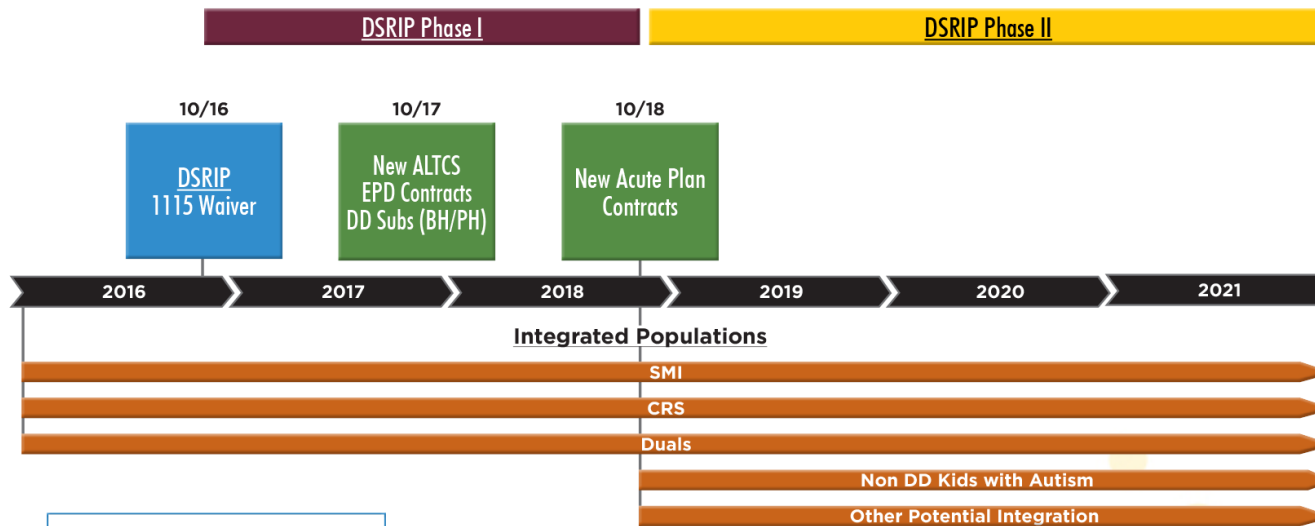 DSRIP Phase I
DSRIP Phase II
10/16
10/17
10/18
DSRIP
1115 Waiver
New ALTCS
EPD Contracts
DD Subs (BH/PH)
New Acute Plan
Contracts
2016
2017
2018
2019
2020
2021
Integrated Populations
SMI
CRS
Duals
Non DD Kids with Autism
Other Potential Integration